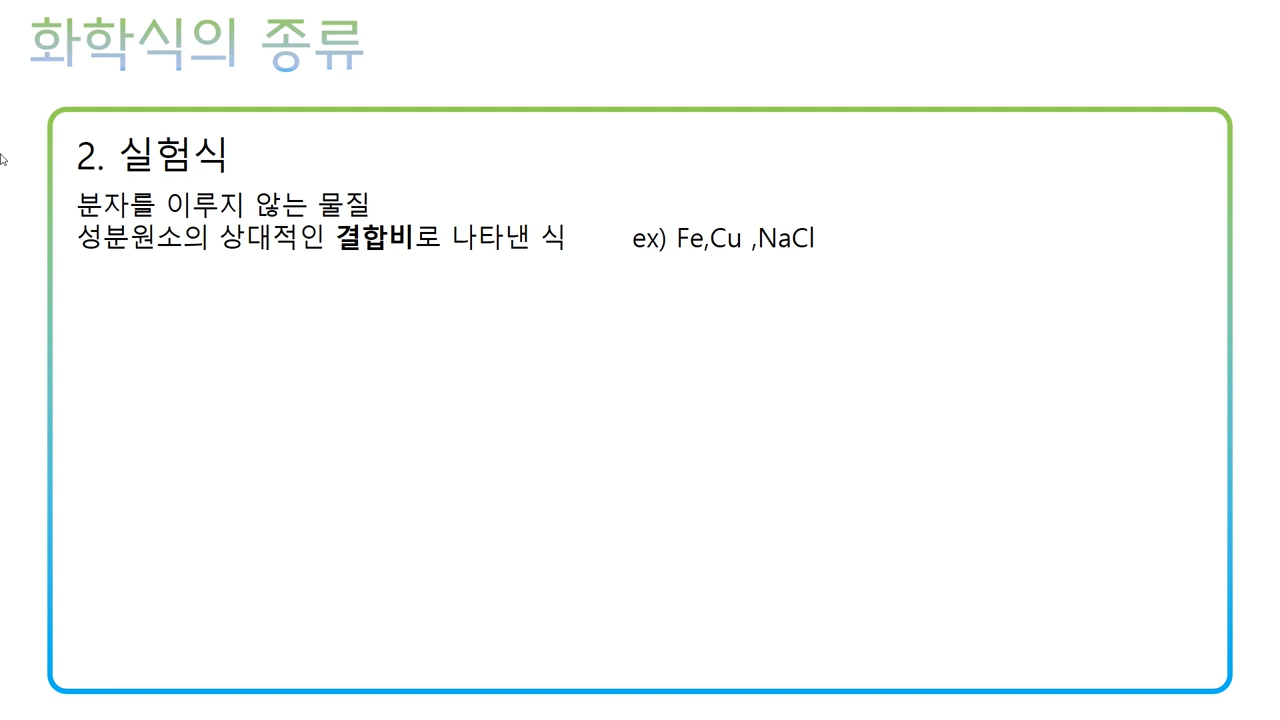 화학식의 종류
2. 실험식
분자를 이루지 않는 물질
성분원소의 상대적인 결합비로 나타낸 식 ex) Fe,Cu ,NaCl